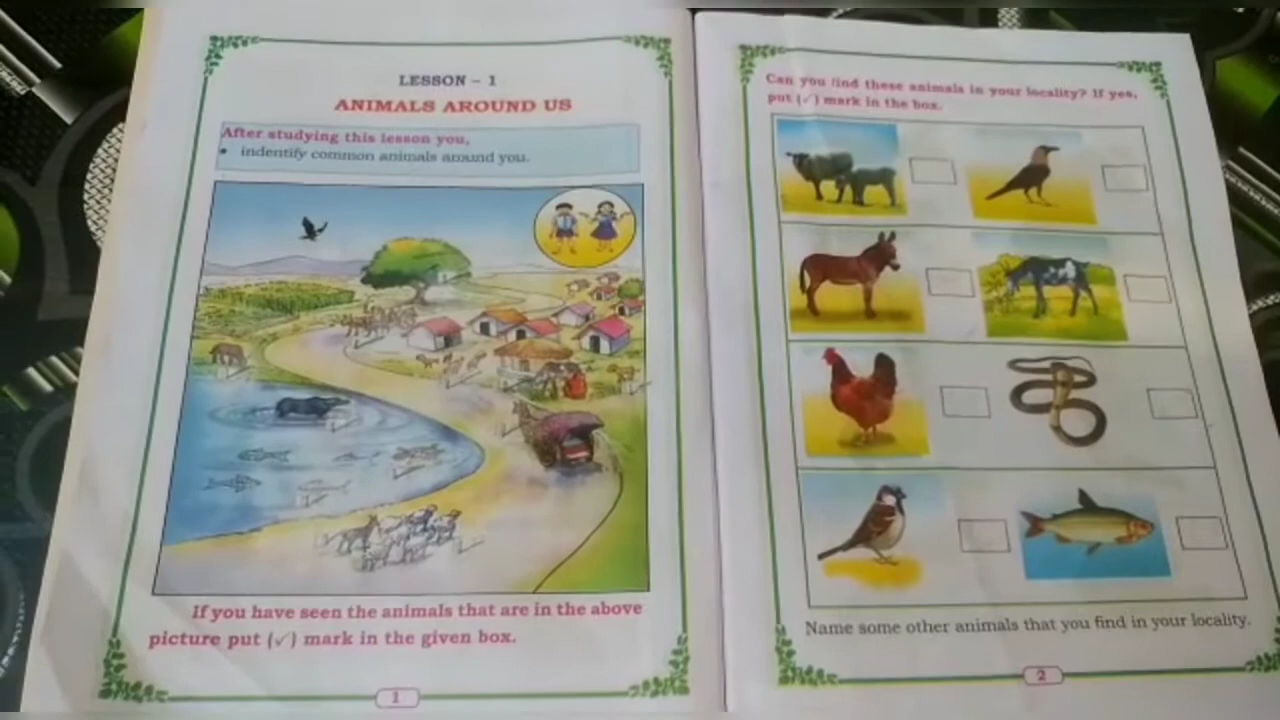 LESSON – 1
ANIMALS AROUND US
After studying this lesson you,
• indentify common animals around you.
If you have seen the animals that are in the above
picture put (✓) mark in the given box.
1
Can you find these animals in your locality? If yes,
put (✓) mark in the box.
Name some other animals that you find in your locality.
2